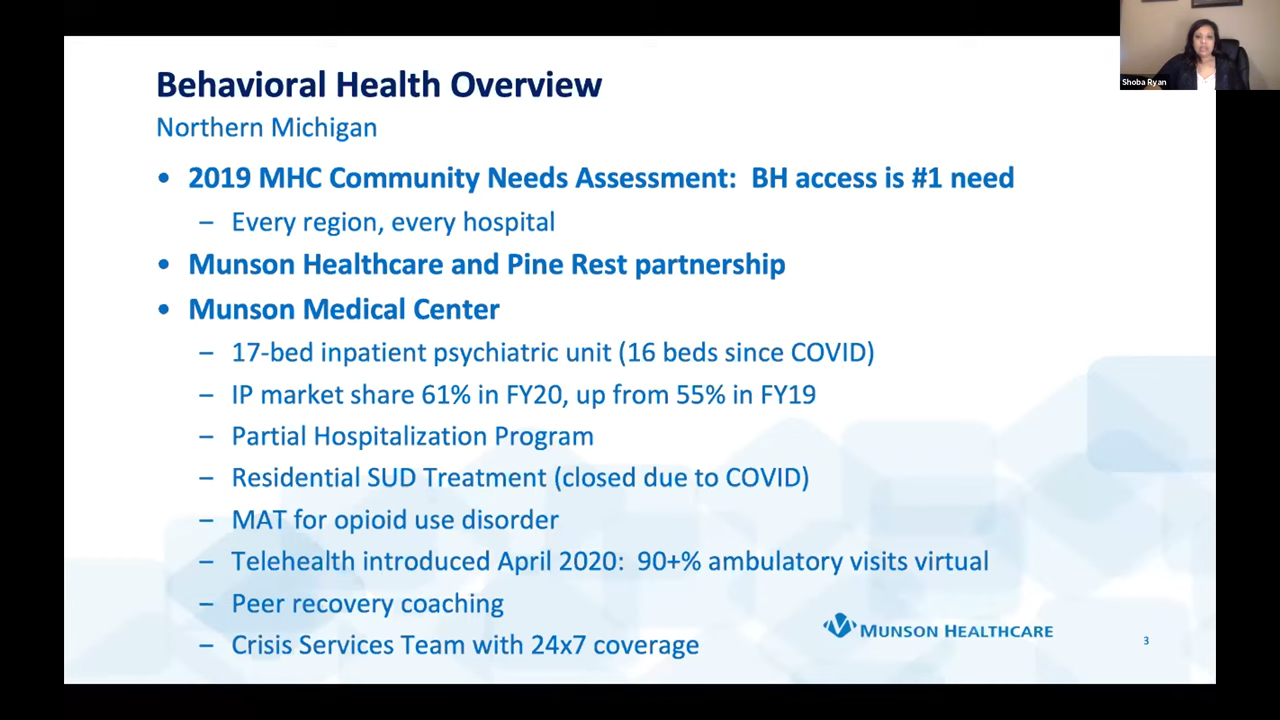 Shoba Ryan
Behavioral Health Overview
Northern Michigan
• 2019 MHC Community Needs Assessment:  BH access is #1 need
– Every region, every hospital
• Munson Healthcare and Pine Rest partnership
• Munson Medical Center
– 17-bed inpatient psychiatric unit (16 beds since COVID)
– IP market share 61% in FY20, up from 55% in FY19
– Partial Hospitalization Program
– Residential SUD Treatment (closed due to COVID)
– MAT for opioid use disorder
– Telehealth introduced April 2020:  90+% ambulatory visits virtual
– Peer recovery coaching
– Crisis Services Team with 24x7 coverage
MUNSON HEALTHCARE
3